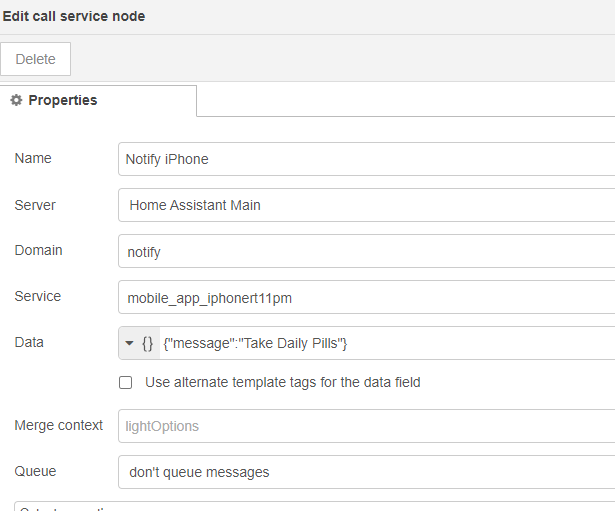 Edit call service node
Delete
Properties
Name Notify iPhone
Server Home Assistant Main
Domain notify
Service mobile_app_iphonert11pm
Data {} {"message":"Take Daily Pills"}
Use alternate template tags for the data field
Merge context lightOptions
Queue don't queue messages